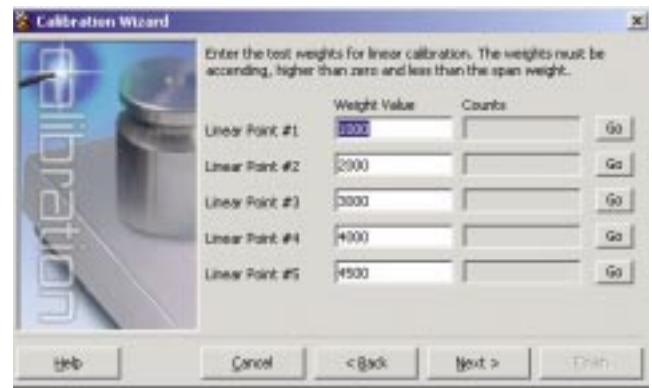 Calibration Wizard
calibration
Enter the test weights for linear calibration. The weights must be
accending, higher than zero and less than the span weight.
Weight Value Counts
Linear Point #1 1000 Go
Linear Point #2 2000 Go
Linear Point #3 3000 Go
Linear Point #4 4000 Go
Linear Point #5 4500 Go
Help Cancel < Back Next > Finish